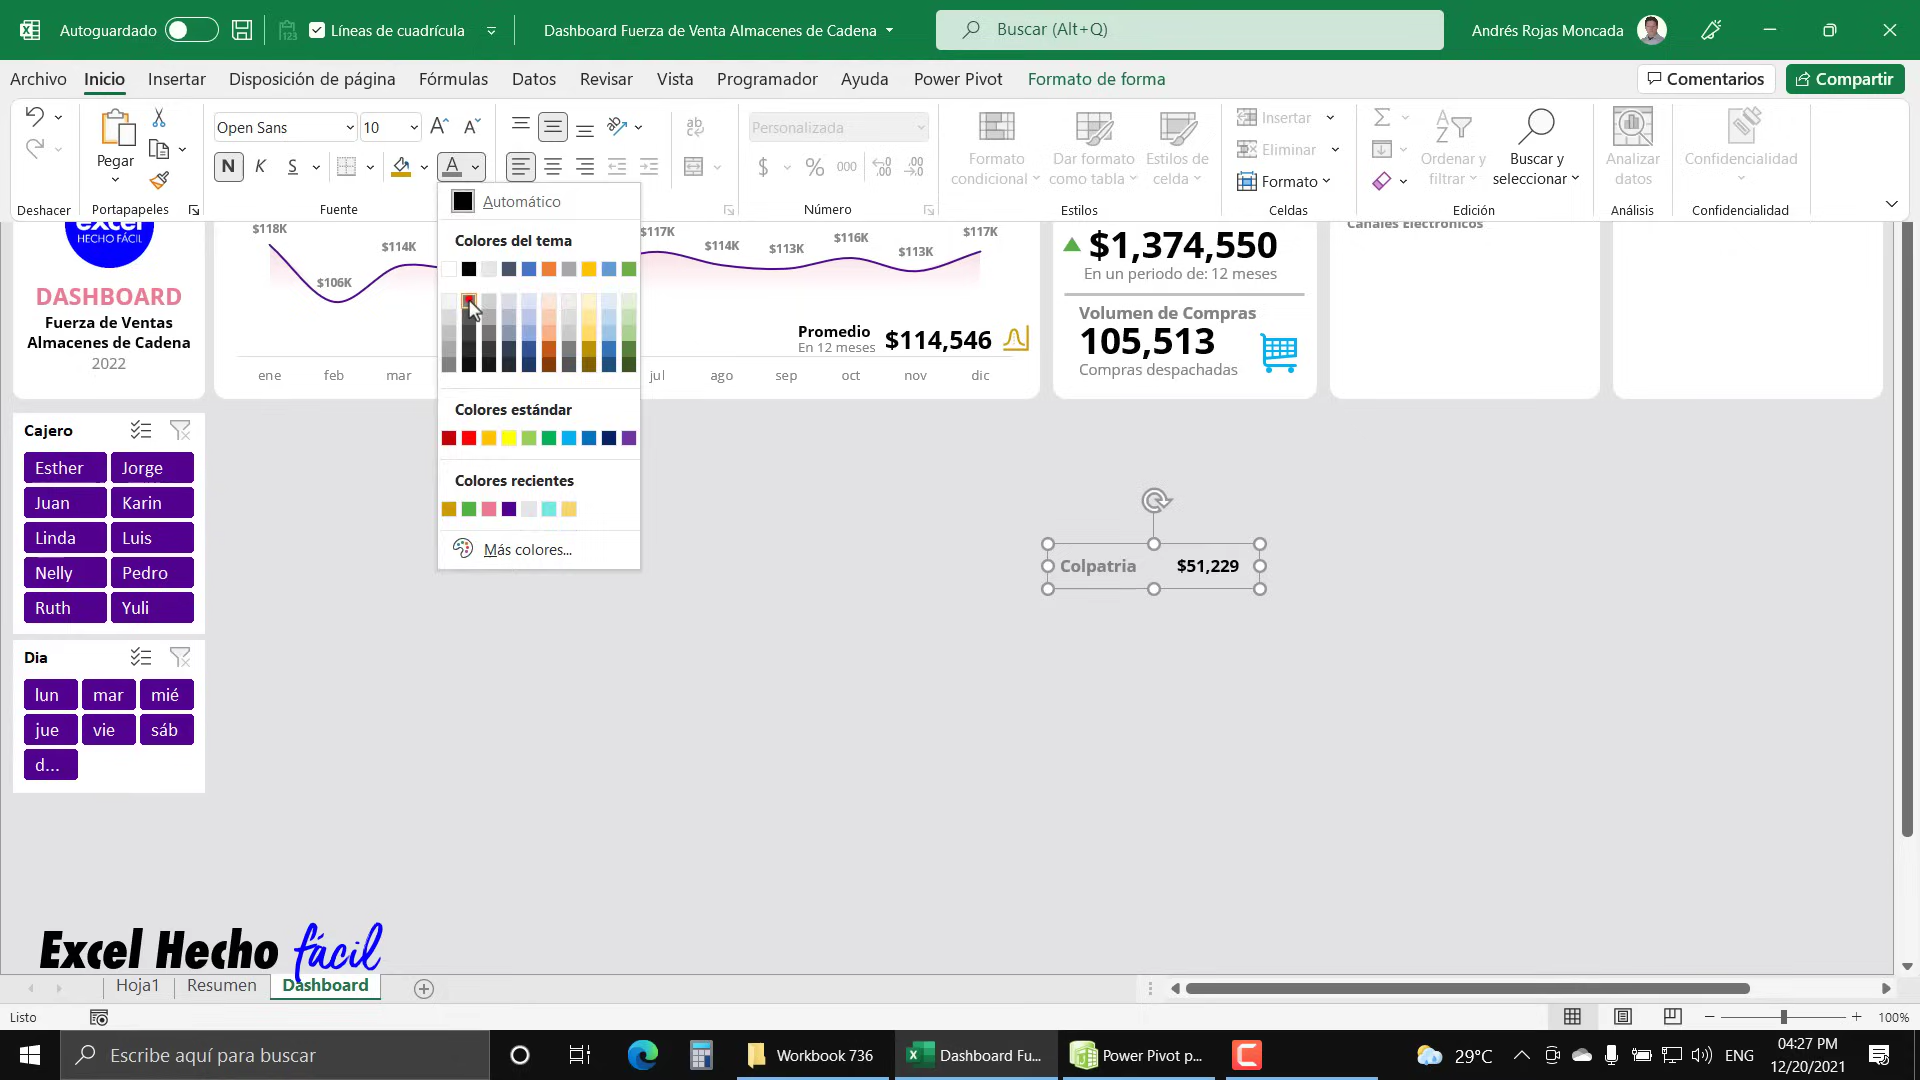 Autoguardado
Líneas de cuadrícula
Dashboard Fuerza de Venta Almacenes de Cadena
Buscar (Alt+Q)
Andrés Rojas Moncada
Archivo Inicio Insertar Disposición de página Fórmulas Datos Revisar Vista Programador Ayuda Power Pivot Formato de forma
Comentarios
Compartir
Pegar
Open Sans
10
N K S
Personalizada
$ % 000
Formato condicional
Dar formato como tabla
Estilos de celda
Insertar
Eliminar
Formato
Ordenar y filtrar
Buscar y seleccionar
Analizar datos
Confidencialidad
Deshacer
Portapapeles
Fuente
Número
Estilos
Celdas
Edición
Análisis
Confidencialidad
Automático
Colores del tema
Colores estándar
Colores recientes
Más colores...
excel
HECHO FÁCIL
DASHBOARD
Fuerza de Ventas
Almacenes de Cadena
2022
$118K
$106K
$114K
$117K
$114K
$113K
$116K
$113K
$117K
Promedio
En 12 meses
$114,546
ene feb mar jul ago sep oct nov dic
$1,374,550
En un periodo de: 12 meses
Volumen de Compras
105,513
Compras despachadas
Canales Electrónicos
Cajero
Esther Jorge
Juan Karin
Linda Luis
Nelly Pedro
Ruth Yuli
Dia
lun mar mié
jue vie sáb
d...
Colpatria $51,229
Excel Hecho fácil
Hoja1 Resumen Dashboard
Listo
100%
Escribe aquí para buscar
Workbook 736
Dashboard Fu...
Power Pivot p...
29°C
ENG
04:27 PM
12/20/2021